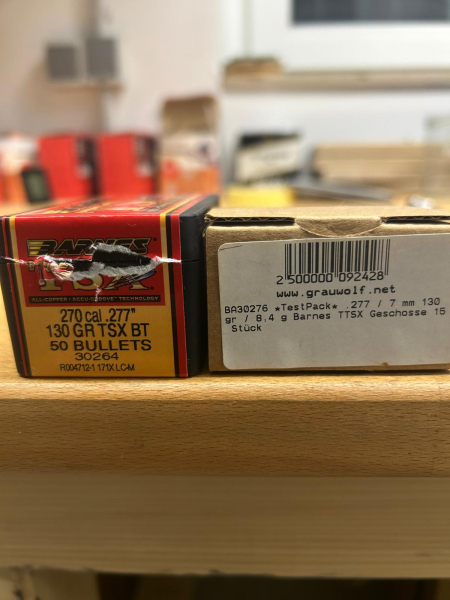 BARNES
TSX
ALL-COPPER • ACCU-GROOVE™ TECHNOLOGY
270 cal .277"
130 GR TSX BT
50 BULLETS
30264
R004712-1 171X LC-M
2 500000 092428
www.grauwolf.net
BA30276 *TestPack* .277 / 7 mm 130
gr / 8,4 g Barnes TTSX Geschosse 15
Stück